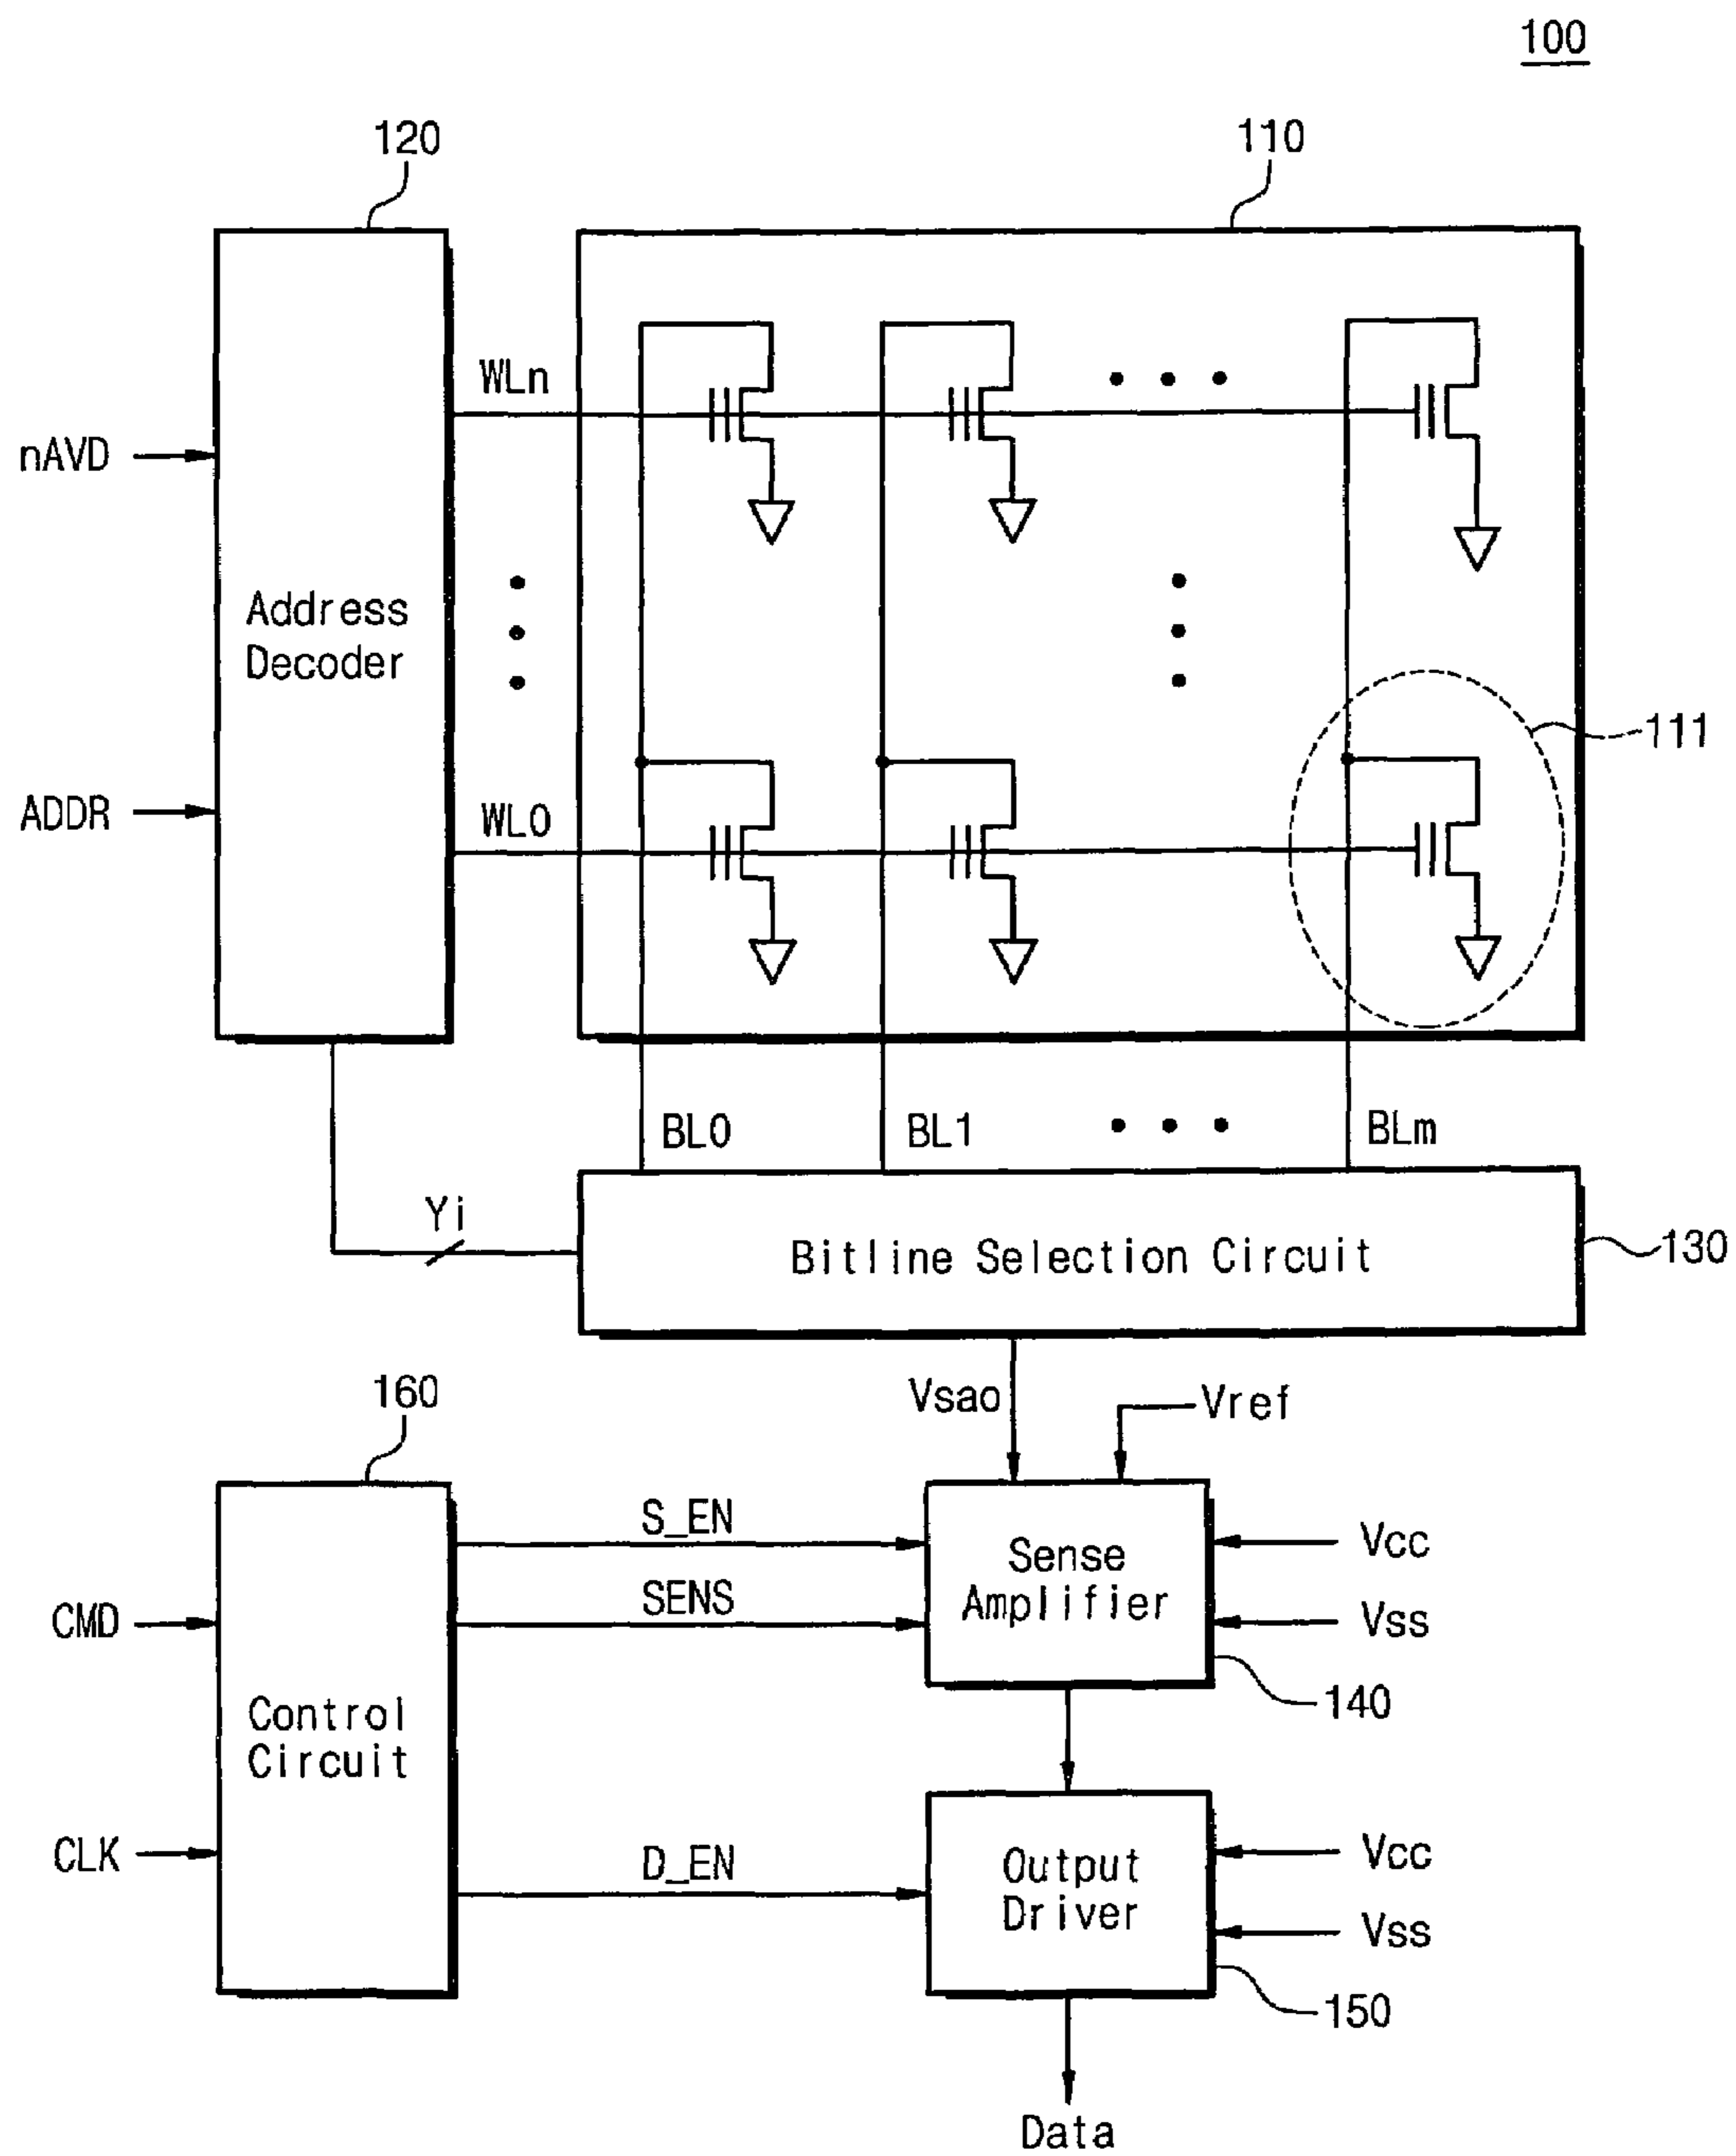 100
120
110
WLn
nAVD
Address
Decoder
111
ADDR
WL0
BL0
BL1
BLm
Yi
Bitline Selection Circuit
130
160
Vsao
Vref
S_EN
Sense
Amplifier
Vcc
SENS
CMD
Vss
140
Control
Circuit
CLK
D_EN
Output
Driver
Vcc
Vss
150
Data